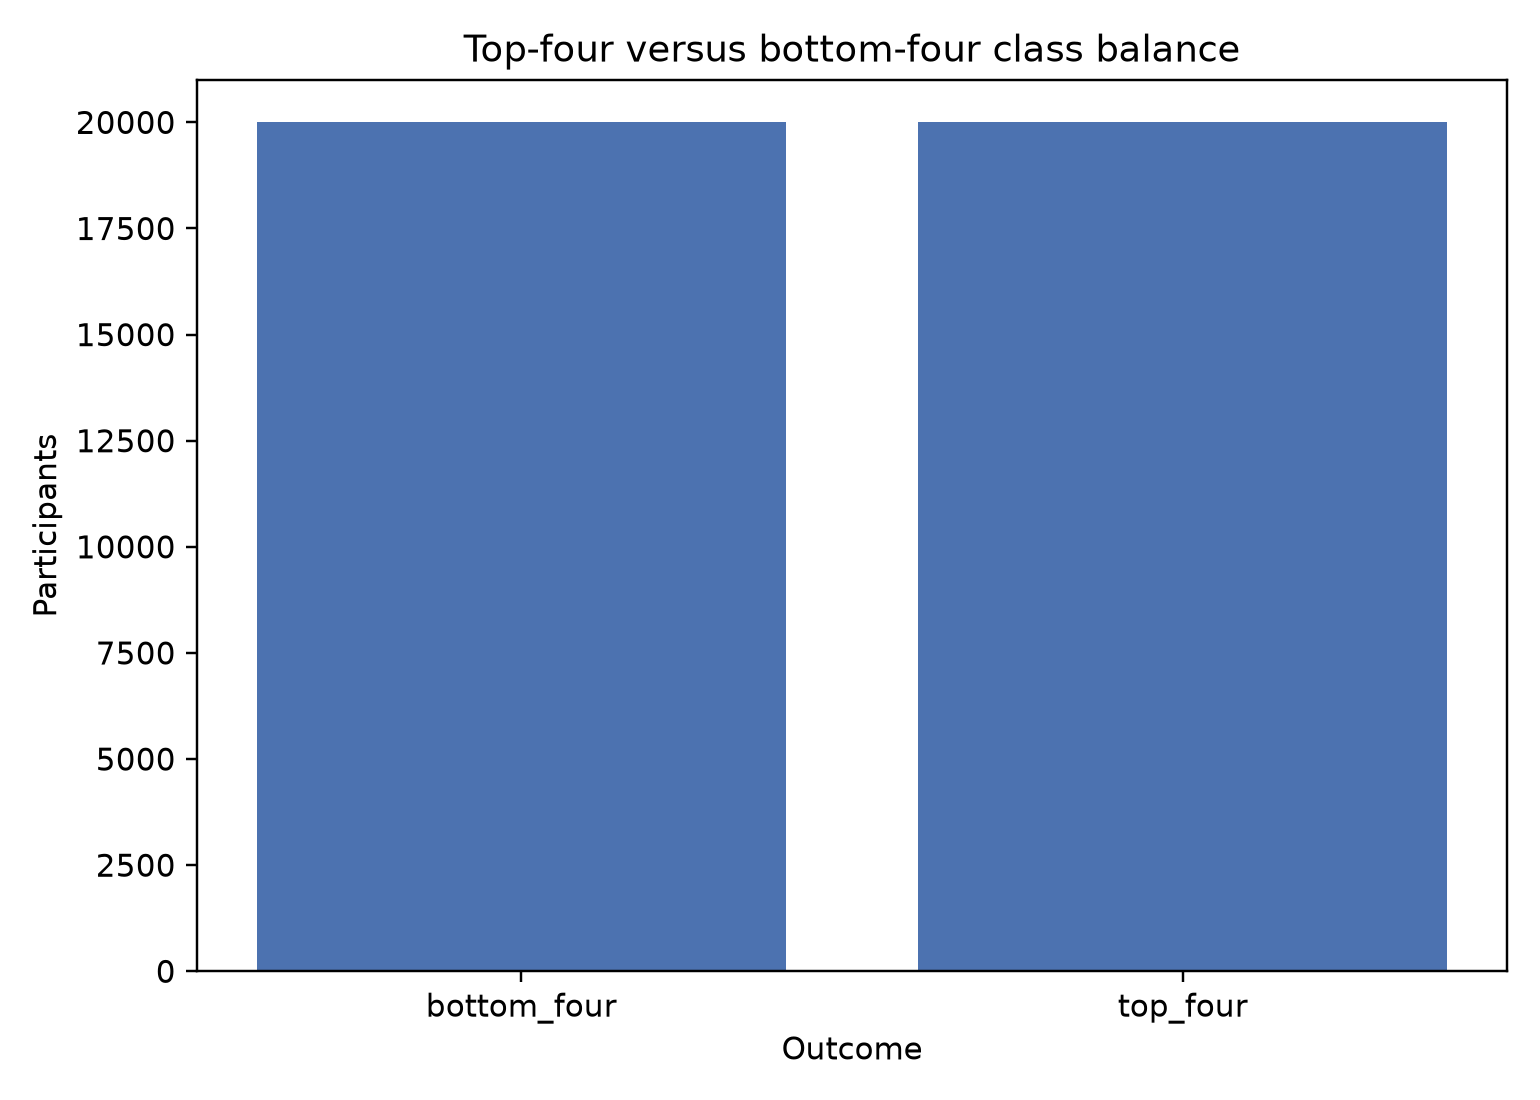 Top-four versus bottom-four class balance
20000
17500
15000
12500
10000
7500
5000
2500
0
Participants
bottom_four
top_four
Outcome